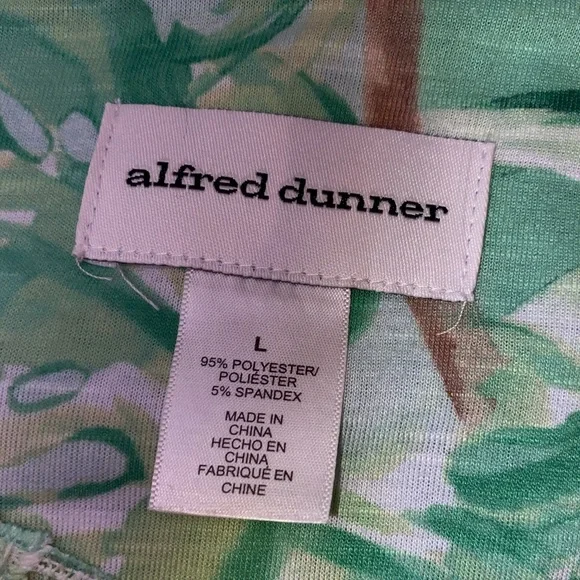 alfred dunner
L
95% POLYESTER/
POLIÉSTER
5% SPANDEX
MADE IN
CHINA
HECHO EN
CHINA
FABRIQUÉ EN
CHINE